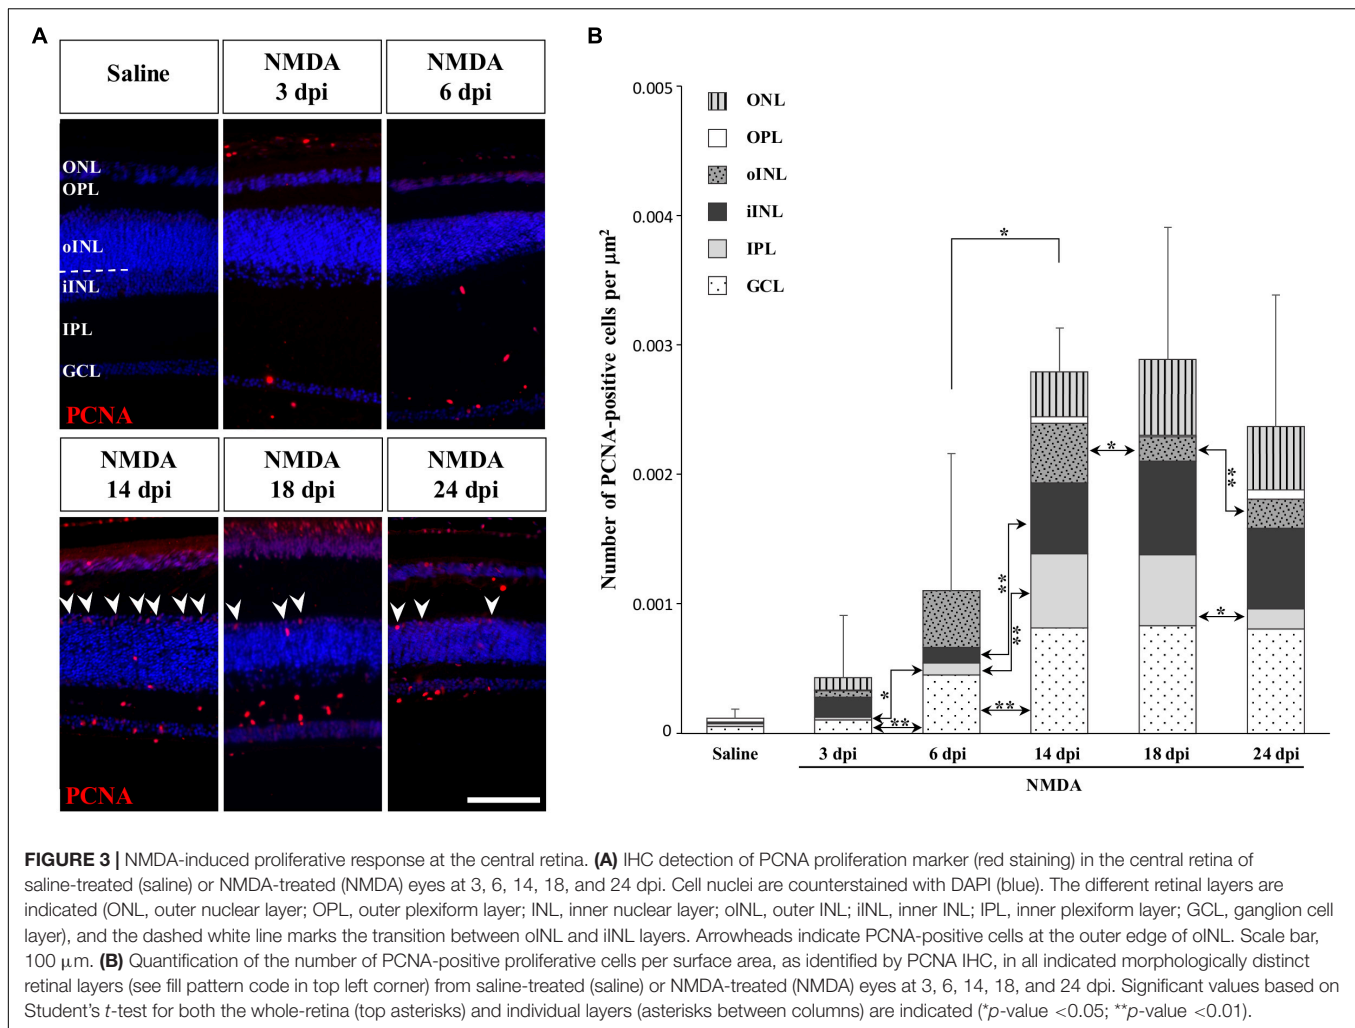 A
Saline
NMDA
3 dpi
NMDA
6 dpi
ONL
OPL
oINL
iINL
IPL
GCL
PCNA
NMDA
14 dpi
NMDA
18 dpi
NMDA
24 dpi
PCNA
B
Number of PCNA-positive cells per μm²
0.005
0.004
0.003
0.002
0.001
0
ONL
OPL
oINL
iINL
IPL
GCL
*
*
**
**
*
**
*
**
**
Saline
3 dpi
6 dpi
14 dpi
18 dpi
24 dpi
NMDA
FIGURE 3 | NMDA-induced proliferative response at the central retina. (A) IHC detection of PCNA proliferation marker (red staining) in the central retina of
saline-treated (saline) or NMDA-treated (NMDA) eyes at 3, 6, 14, 18, and 24 dpi. Cell nuclei are counterstained with DAPI (blue). The different retinal layers are
indicated (ONL, outer nuclear layer; OPL, outer plexiform layer; INL, inner nuclear layer; oINL, outer INL; iINL, inner INL; IPL, inner plexiform layer; GCL, ganglion cell
layer), and the dashed white line marks the transition between oINL and iINL layers. Arrowheads indicate PCNA-positive cells at the outer edge of oINL. Scale bar,
100 μm. (B) Quantification of the number of PCNA-positive proliferative cells per surface area, as identified by PCNA IHC, in all indicated morphologically distinct
retinal layers (see fill pattern code in top left corner) from saline-treated (saline) or NMDA-treated (NMDA) eyes at 3, 6, 14, 18, and 24 dpi. Significant values based on
Student's t-test for both the whole-retina (top asterisks) and individual layers (asterisks between columns) are indicated (*p-value <0.05; **p-value <0.01).